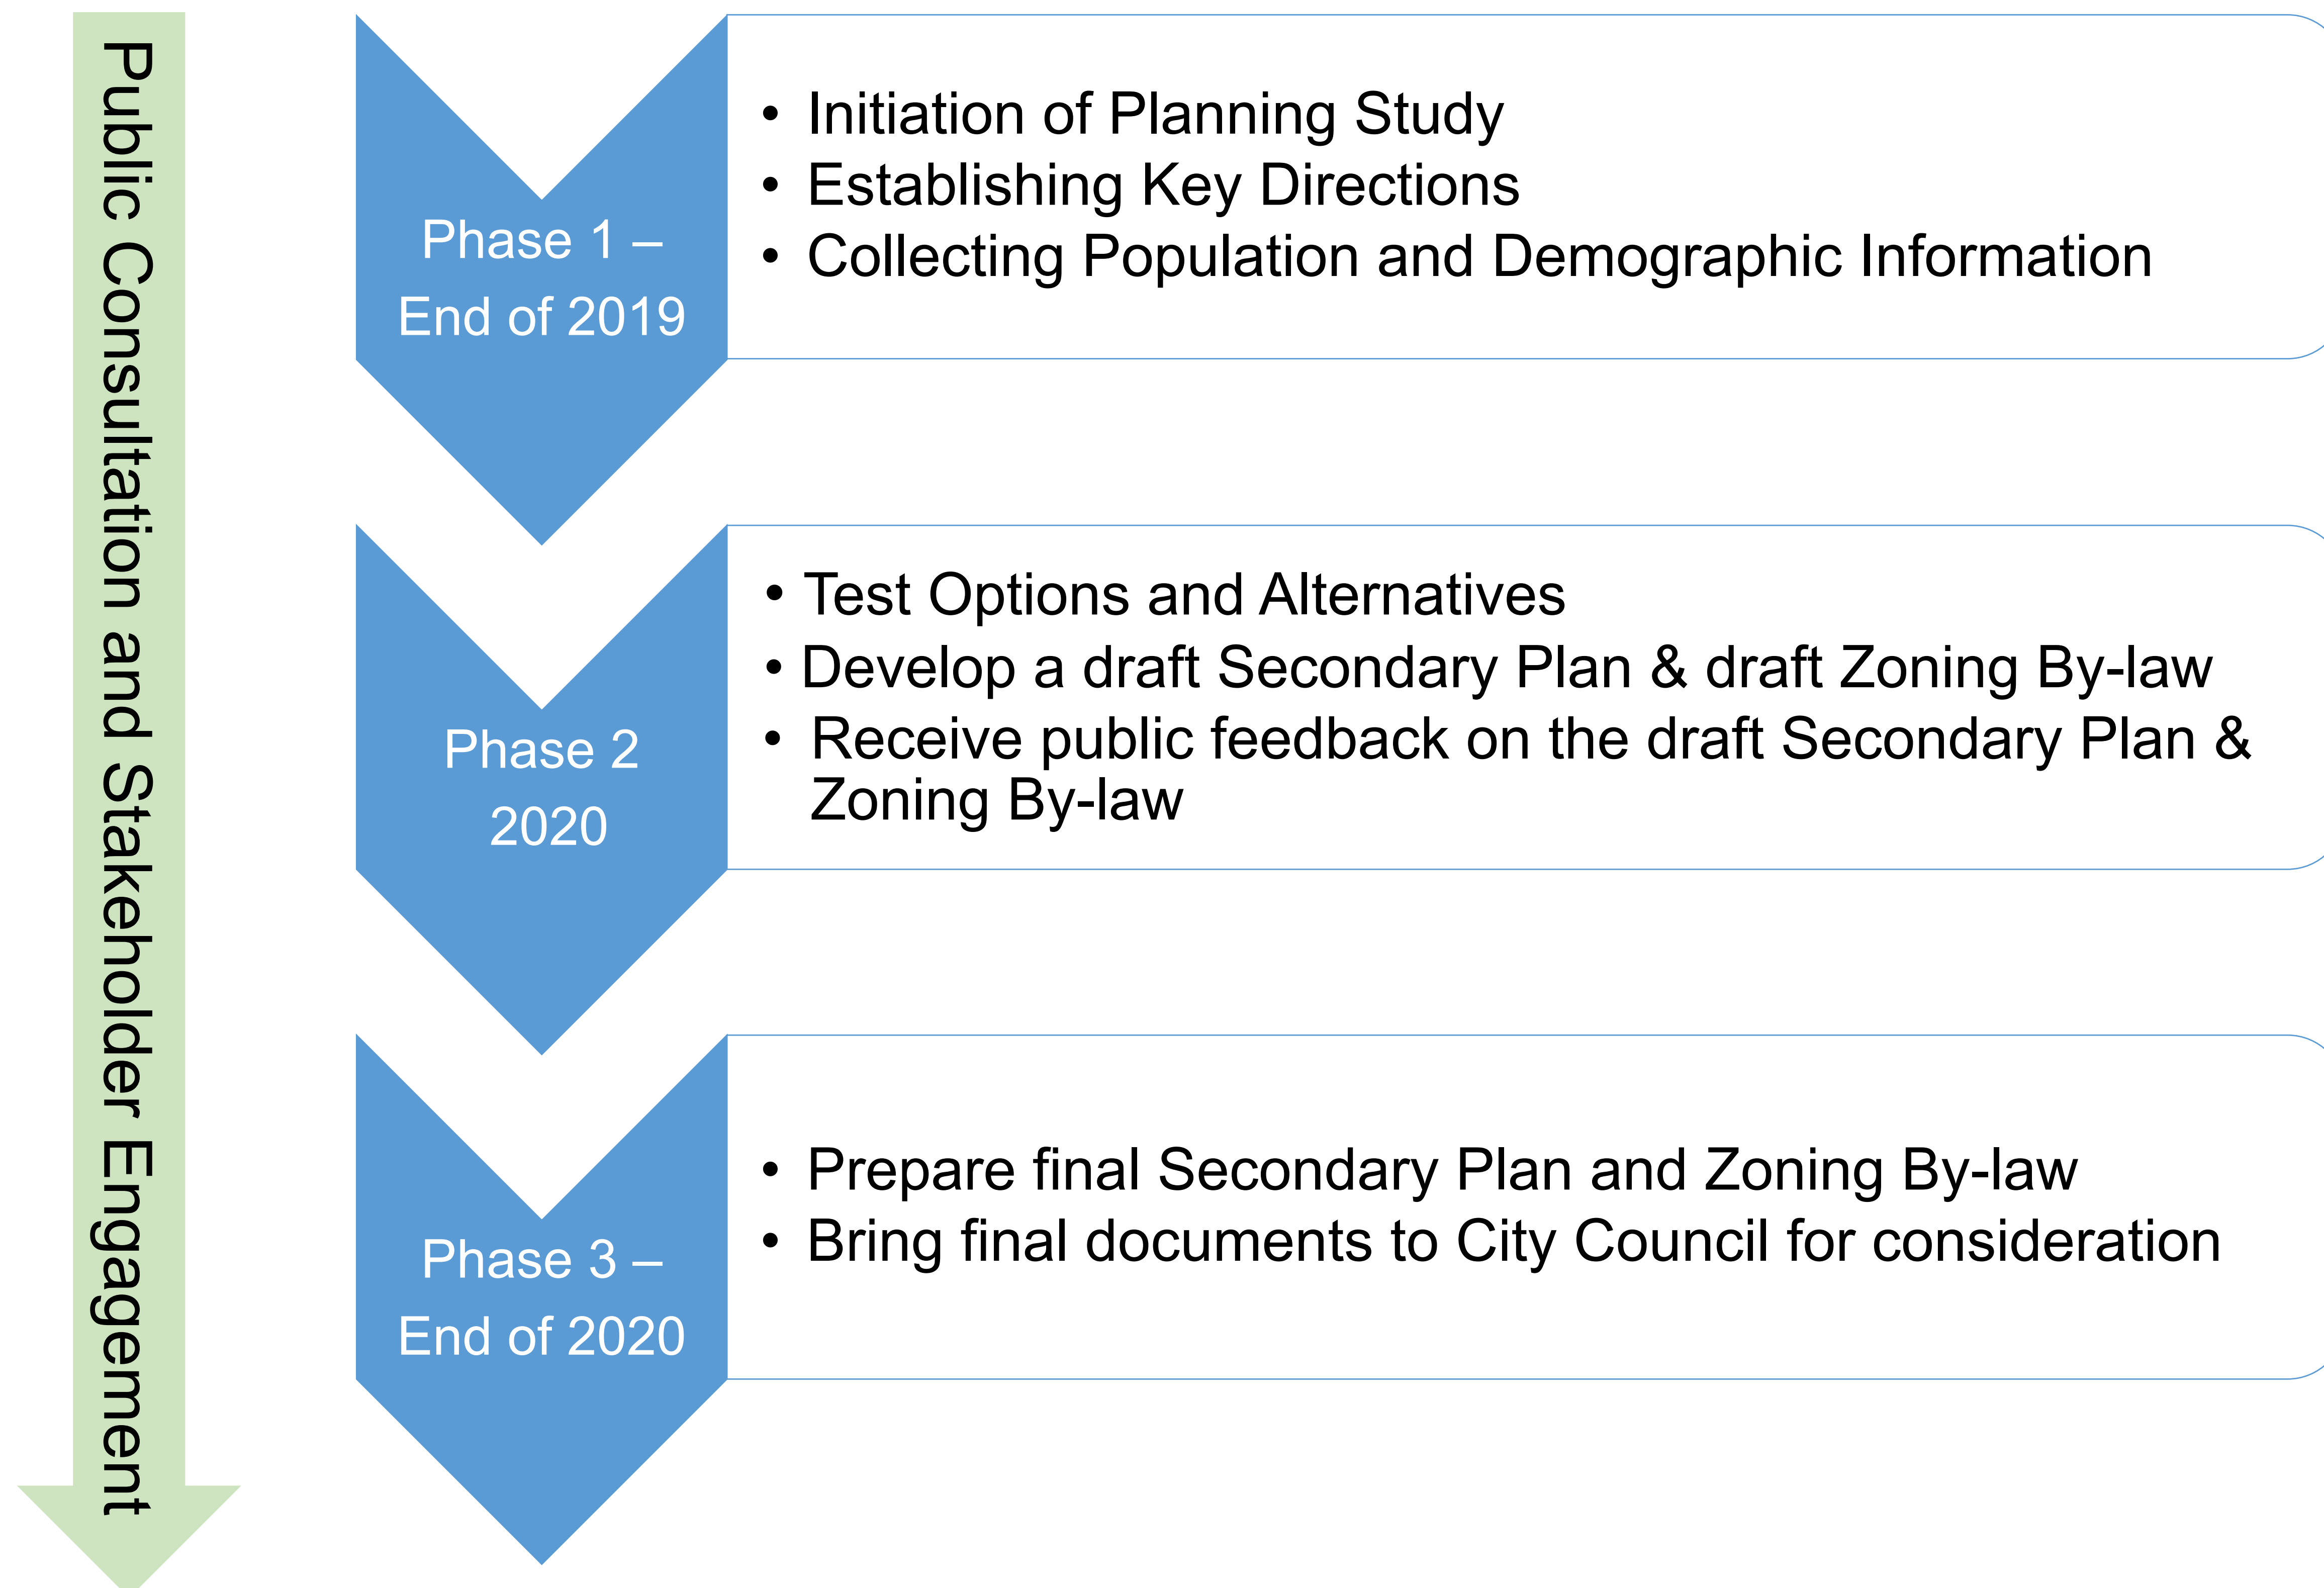 Public Consultation and Stakeholder Engagement
Phase 1 –
End of 2019
• Initiation of Planning Study
• Establishing Key Directions
• Collecting Population and Demographic Information
Phase 2
2020
• Test Options and Alternatives
• Develop a draft Secondary Plan & draft Zoning By-law
• Receive public feedback on the draft Secondary Plan &
Zoning By-law
Phase 3 –
End of 2020
• Prepare final Secondary Plan and Zoning By-law
• Bring final documents to City Council for consideration